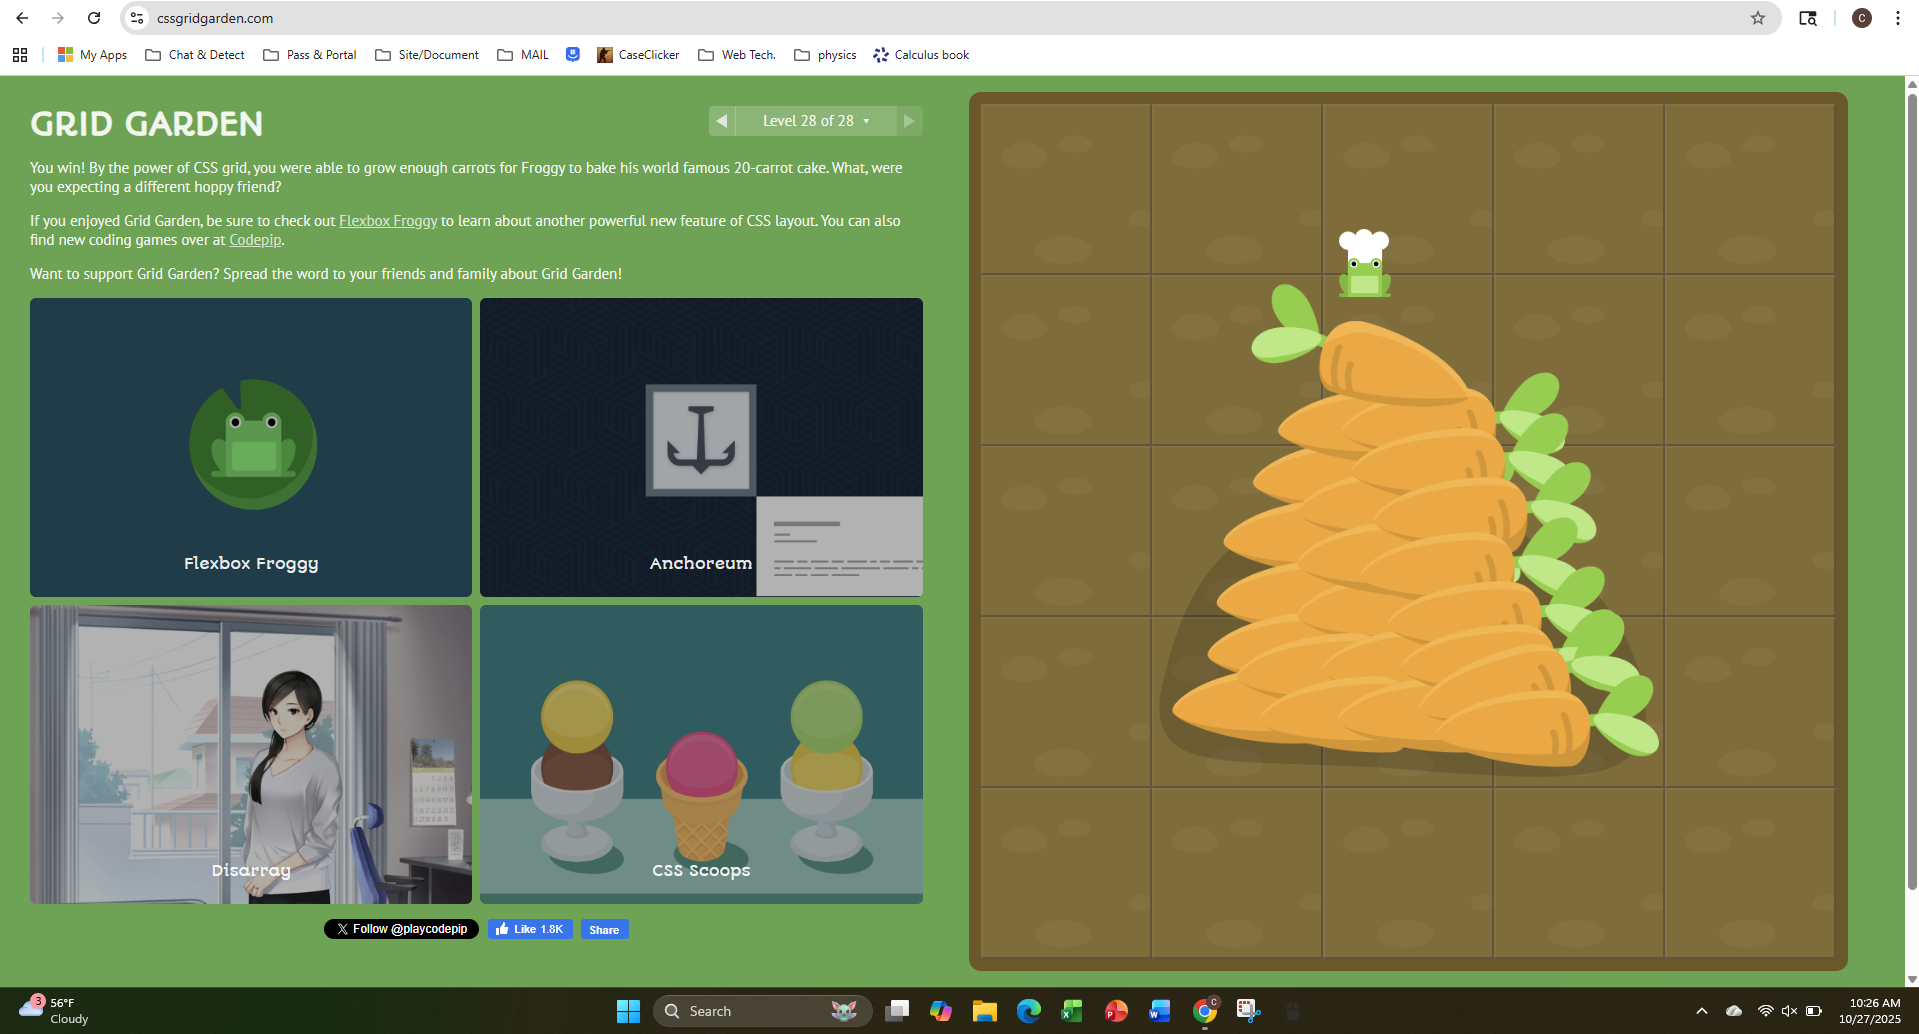 cssgridgarden.com
C
My Apps
Chat & Detect
Pass & Portal
Site/Document
MAIL
CaseClicker
Web Tech.
physics
Calculus book
GRID GARDEN
Level 28 of 28
You win! By the power of CSS grid, you were able to grow enough carrots for Froggy to bake his world famous 20-carrot cake. What, were
you expecting a different hoppy friend?
If you enjoyed Grid Garden, be sure to check out Flexbox Froggy to learn about another powerful new feature of CSS layout. You can also
find new coding games over at Codepip.
Want to support Grid Garden? Spread the word to your friends and family about Grid Garden!
Flexbox Froggy
Anchoreum
Disarray
CSS Scoops
Follow @playcodepip
Like 1.8K
Share
3
56°F
Cloudy
Search
10:26 AM
10/27/2025